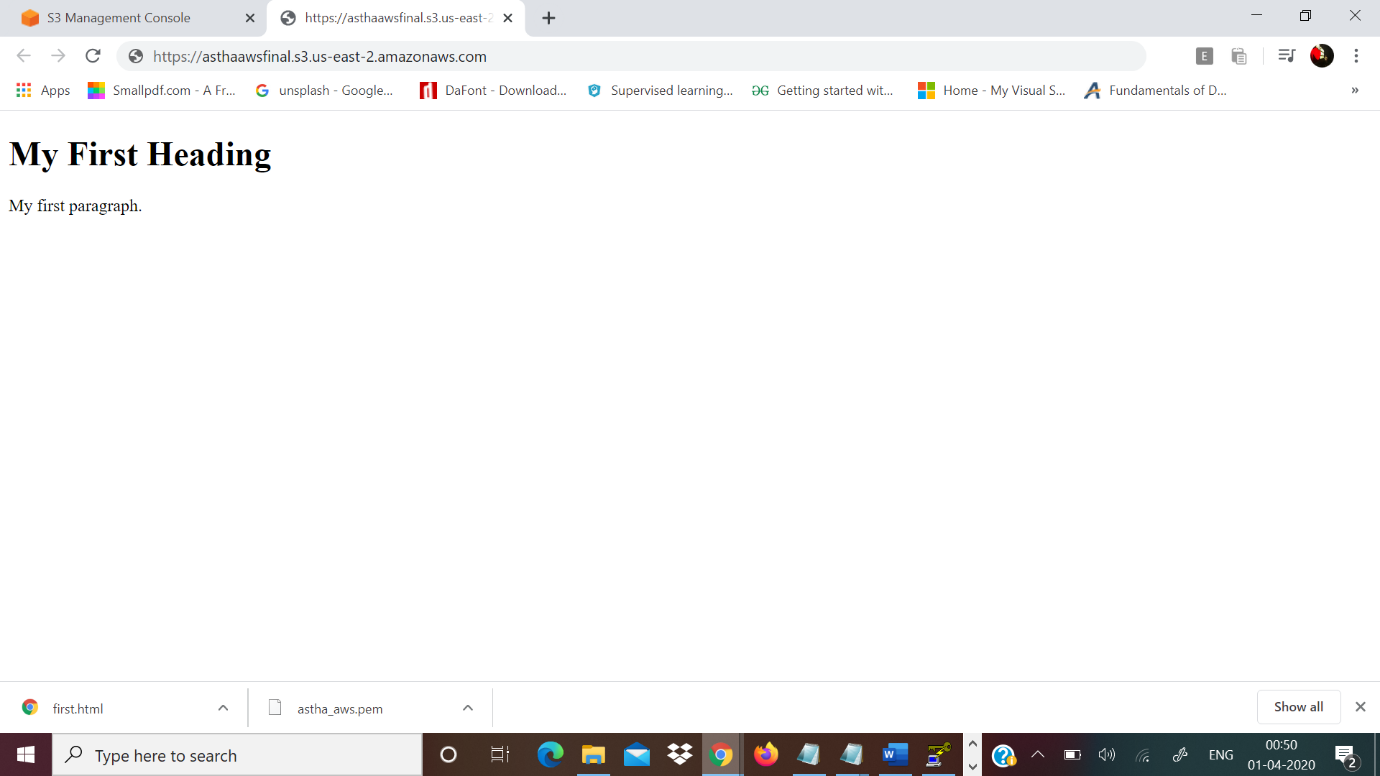 S3 Management Console
https://asthaawsfinal.s3.us-east-2
https://asthaawsfinal.s3.us-east-2.amazonaws.com
E
Apps
Smallpdf.com - A Fr...
unsplash - Google...
DaFont - Download...
Supervised learning...
Getting started wit...
Home - My Visual S...
Fundamentals of D...
»
My First Heading
My first paragraph.
first.html
astha_aws.pem
Show all
Type here to search
ENG
00:50
01-04-2020
2